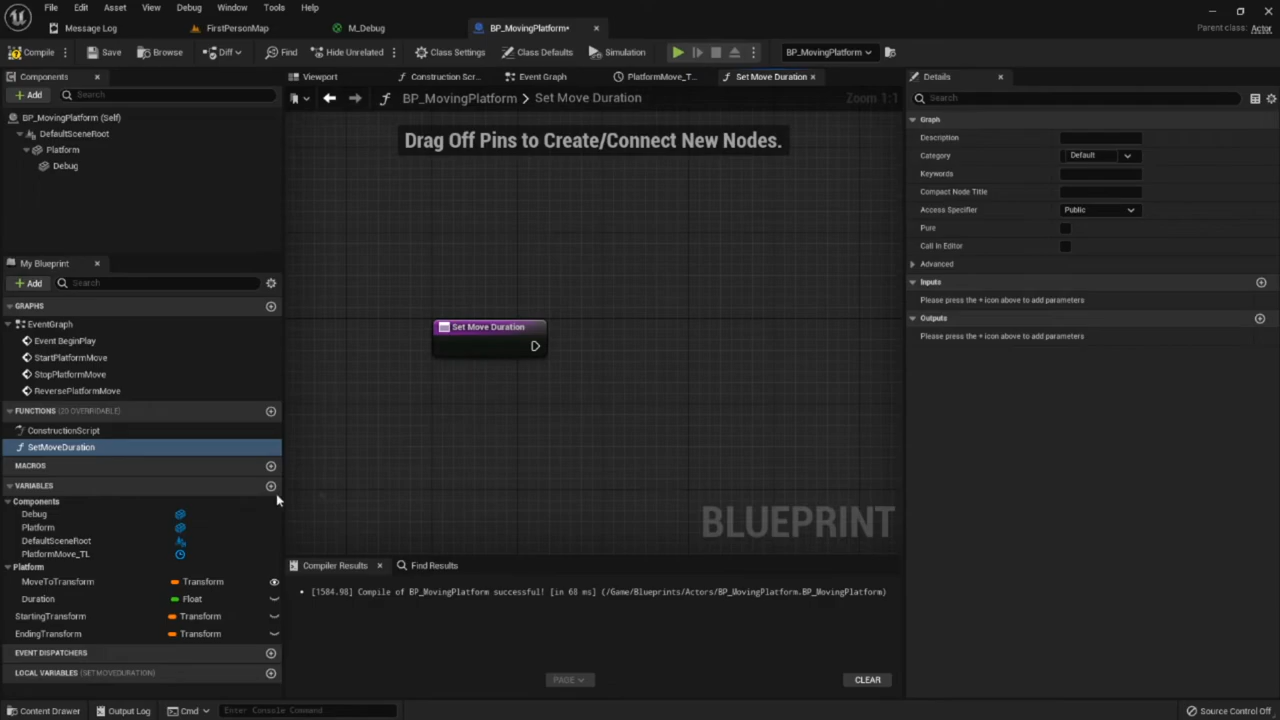 File Edit Asset View Debug Window Tools Help
Message Log FirstPersonMap M_Debug BP_MovingPlatform* Parent class: Actor
Compile Save Browse Diff Find Hide Unrelated Class Settings Class Defaults Simulation BP_MovingPlatform
Components Viewport Construction Scr... Event Graph PlatformMove_T... Set Move Duration Details
Add Search BP_MovingPlatform > Set Move Duration Zoom 1:1 Search
BP_MovingPlatform (Self)
DefaultSceneRoot
Platform
Debug
Drag Off Pins to Create/Connect New Nodes.
Graph
Description
Category Default
Keywords
Compact Node Title
Access Specifier Public
Pure
Call In Editor
Advanced
Inputs
Please press the + icon above to add parameters
Outputs
Please press the + icon above to add parameters
My Blueprint
Add Search
GRAPHS
EventGraph
Event BeginPlay
StartPlatformMove
StopPlatformMove
ReversePlatformMove
FUNCTIONS (20 OVERRIDABLE)
ConstructionScript
SetMoveDuration
MACROS
VARIABLES
Components
Debug
Platform
DefaultSceneRoot
PlatformMove_TL
Platform
MoveToTransform Transform
Duration Float
StartingTransform Transform
EndingTransform Transform
EVENT DISPATCHERS
LOCAL VARIABLES (SETMOVEDURATION)
Set Move Duration
BLUEPRINT
Compiler Results Find Results
[1584.98] Compile of BP_MovingPlatform successful! [in 68 ms] (/Game/Blueprints/Actors/BP_MovingPlatform.BP_MovingPlatform)
PAGE CLEAR
Content Drawer Output Log Cmd Enter Console Command Source Control Off